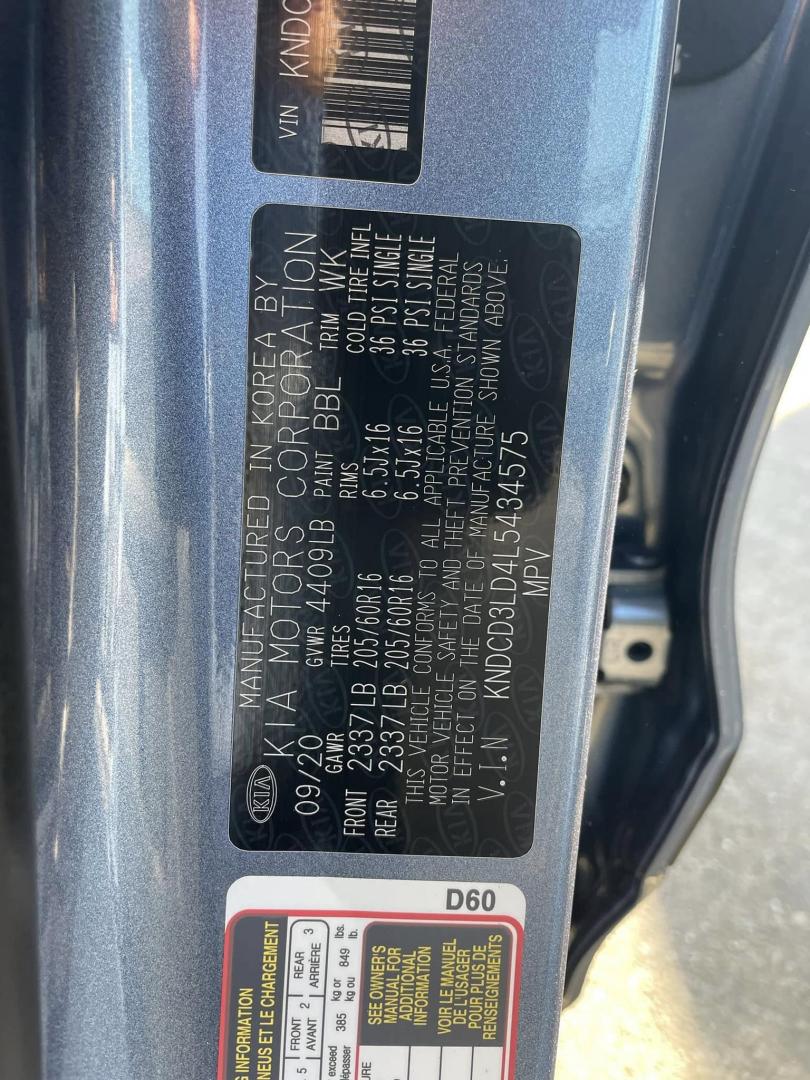 VIN KNDC
MANUFACTURED IN KOREA BY
KIA KIA MOTORS CORPORATION
09/20 GVWR 4409LB PAINT BBL TRIM WK
GAWR TIRES RIMS COLD TIRE INFL
FRONT 2337LB 205/60R16 6.5Jx16 36 PSI SINGLE
REAR 2337LB 205/60R16 6.5Jx16 36 PSI SINGLE
THIS VEHICLE CONFORMS TO ALL APPLICABLE U.S.A. FEDERAL
MOTOR VEHICLE SAFETY AND THEFT PREVENTION STANDARDS
IN EFFECT ON THE DATE OF MANUFACTURE SHOWN ABOVE.
V.I.N KNDCD3LD4L5434575
MPV
D60
INFORMATION
ET LE CHARGEMENT
5 FRONT 2 REAR 3
AVANT ARRIÈRE
exceed 385 kg or 849 lbs.
kg ou lb.
SEE OWNER'S
MANUAL FOR
ADDITIONAL
INFORMATION
VOIR LE MANUEL
DE L'USAGER
POUR PLUS DE
RENSEIGNEMENTS